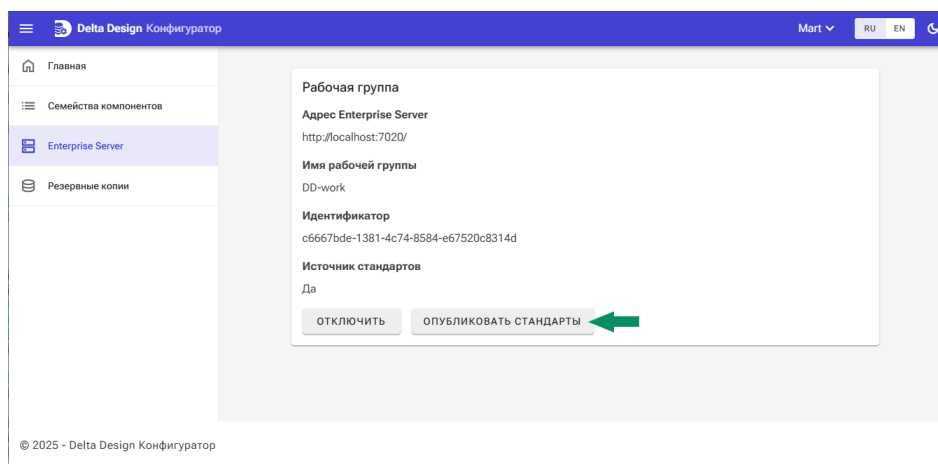 Delta Design Конфигуратор
Mart
RU EN
Главная
Семейства компонентов
Enterprise Server
Резервные копии
Рабочая группа
Адрес Enterprise Server
http://localhost:7020/
Имя рабочей группы
DD-work
Идентификатор
c6667bde-1381-4c74-8584-e67520c8314d
Источник стандартов
Да
ОТКЛЮЧИТЬ ОПУБЛИКОВАТЬ СТАНДАРТЫ
© 2025 - Delta Design Конфигуратор